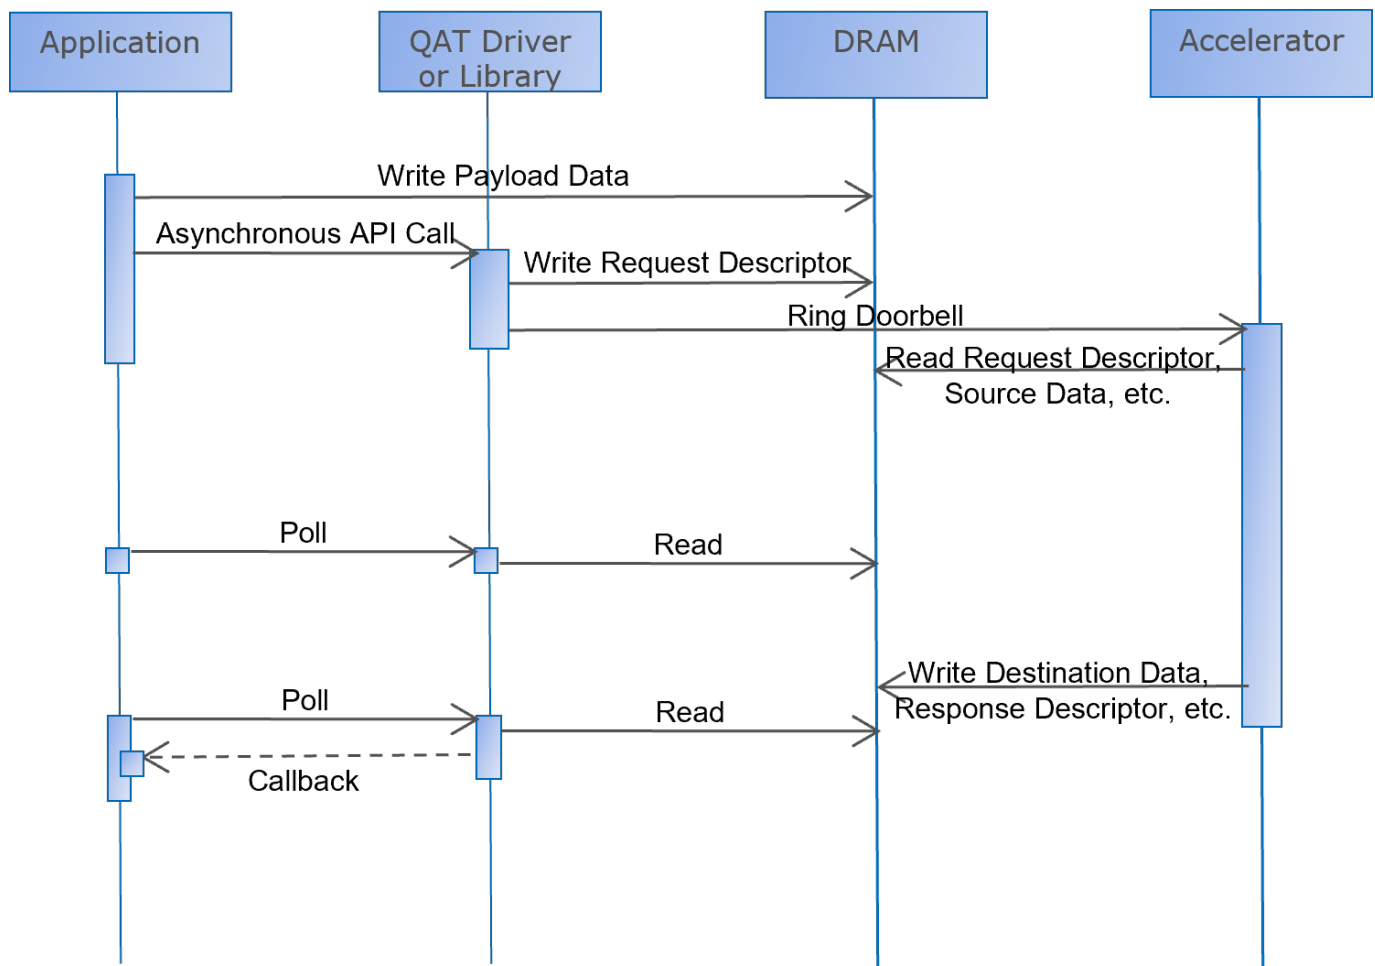 Application
QAT Driver
or Library
DRAM
Accelerator
Write Payload Data
Asynchronous API Call
Write Request Descriptor
Ring Doorbell
Read Request Descriptor,
Source Data, etc.
Poll
Read
Write Destination Data,
Response Descriptor, etc.
Poll
Read
Callback